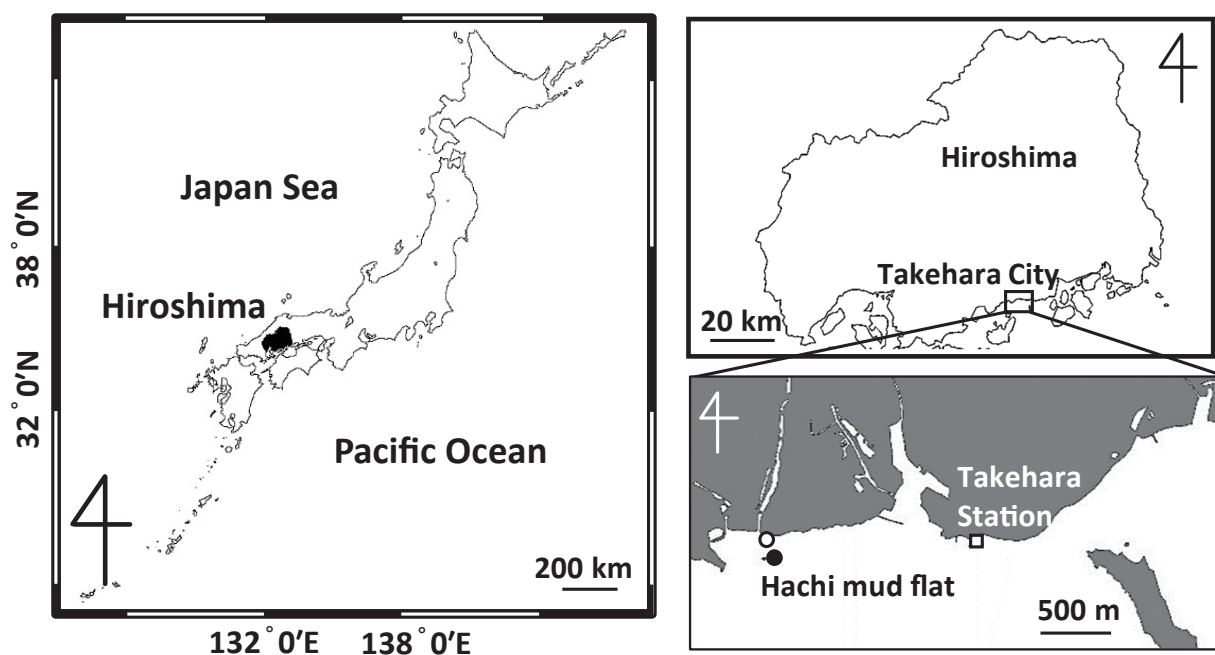 Japan Sea
Hiroshima
Pacific Ocean
200 km
38°0’N
32°0’N
132°0’E
138°0’E
Hiroshima
Takehara City
20 km
Takehara
Station
Hachi mud flat
500 m